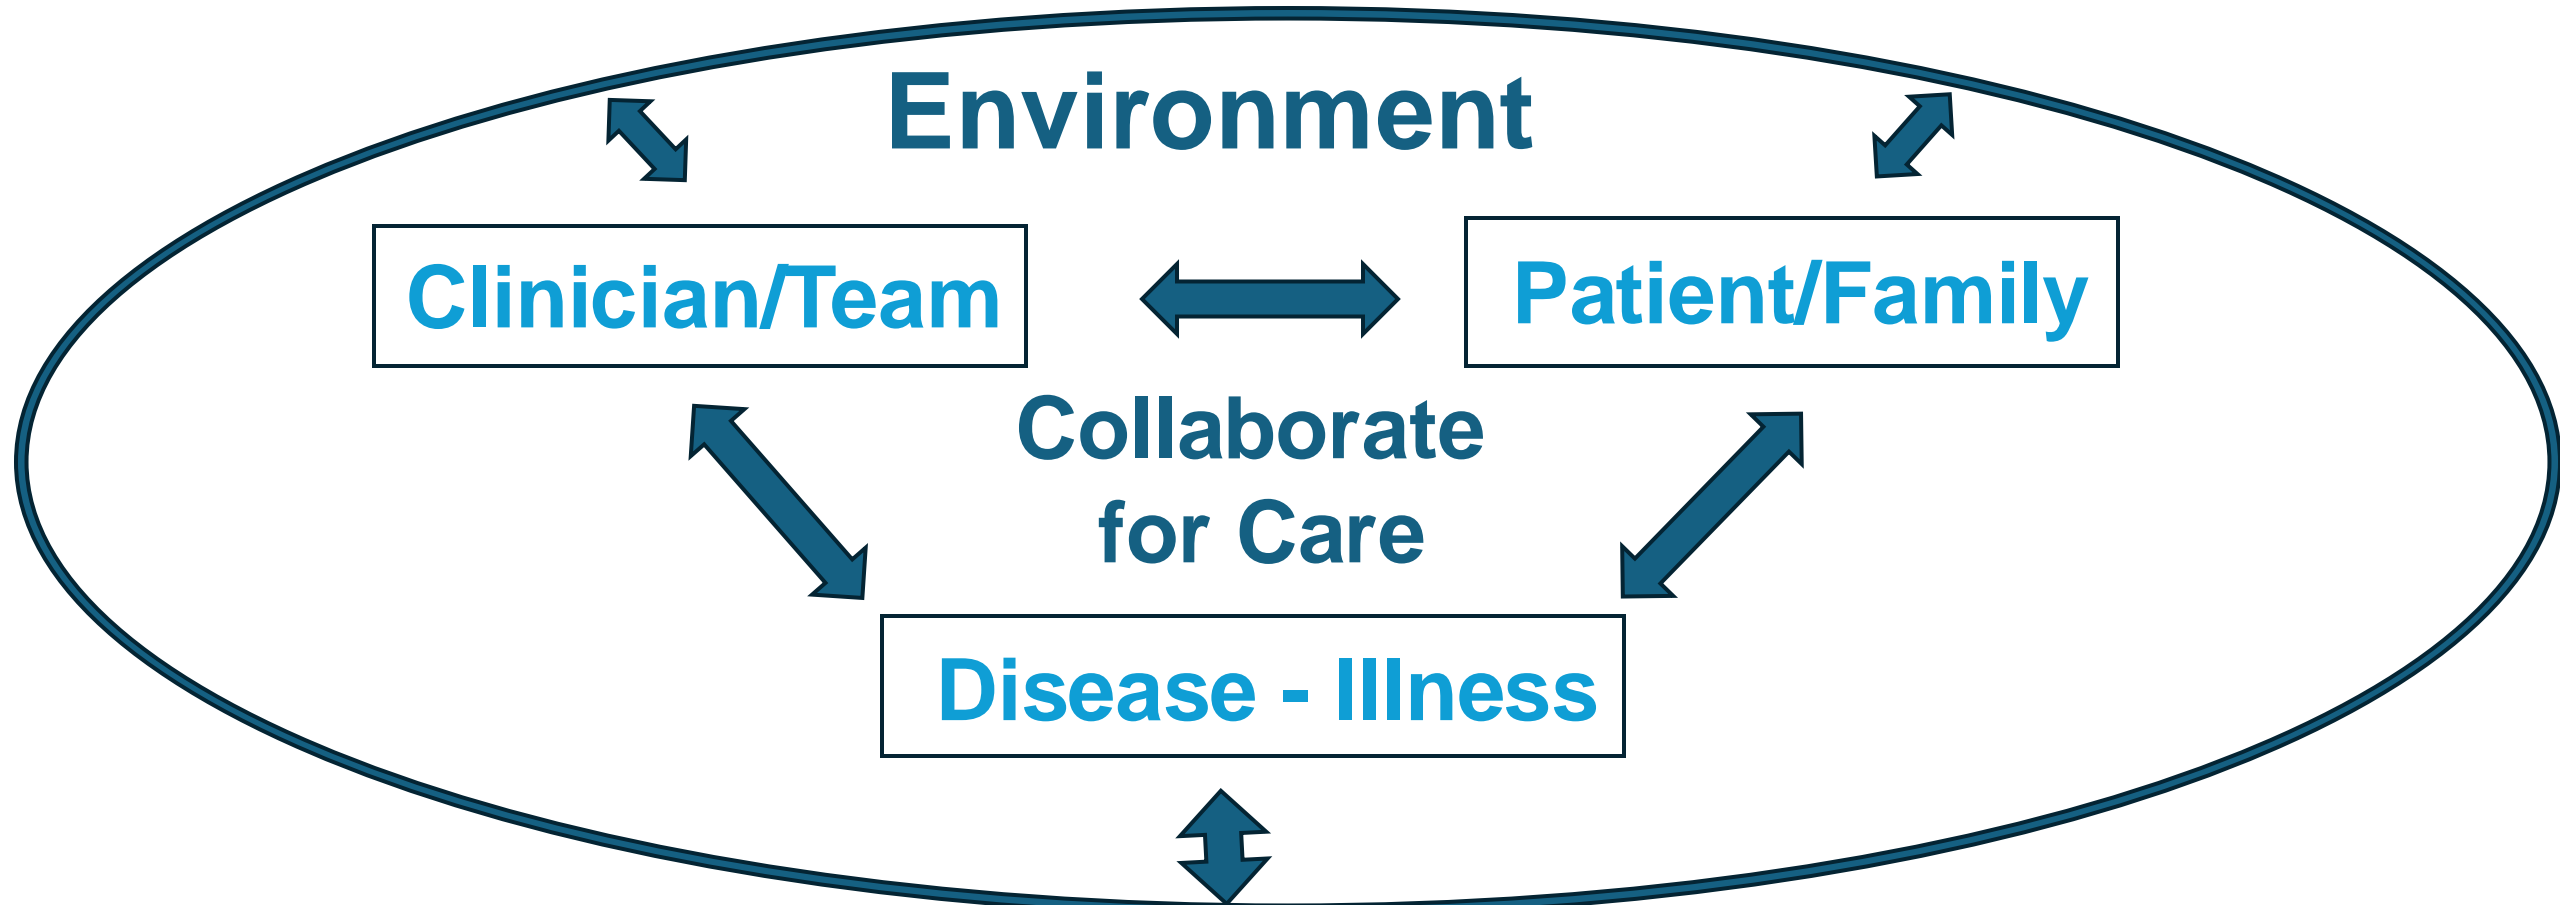 Environment
Clinician/Team
Patient/Family
Collaborate
for Care
Disease - Illness